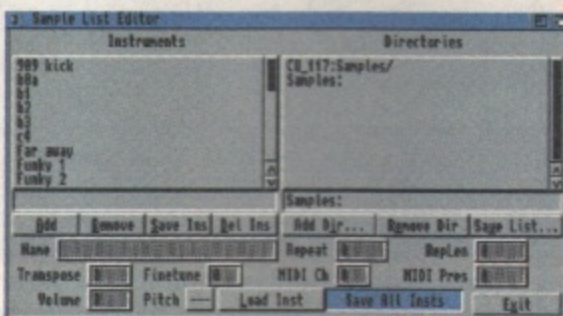 Sample List Editor
Instruments Directories
909 kick
b0a
b1
b2
b3
c4
Far away
Funky 1
Funky 2
CU_117:Samples/
Samples:
Samples:
Add Remove Save Ins Del Ins Add Dir... Remove Dir Save List...
Name Repeat RepLen
Transpose Finetune MIDI Ch MIDI Pres
Volume Pitch --- Load Inst Save All Insts Exit